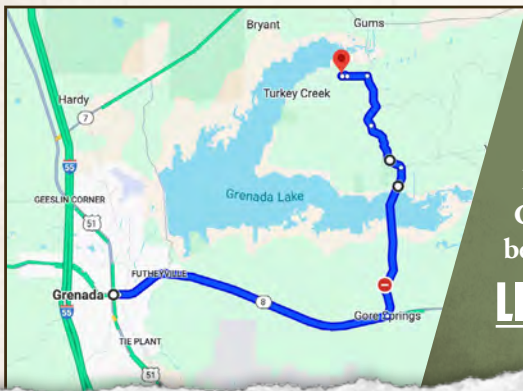 Bryant
Gums
Turkey Creek
Hardy
7
55
GEESLIN CORNER
51
Grenada Lake
FUTHEYVILLE
Grenada
8
Gore Springs
55
TIE PLANT
51